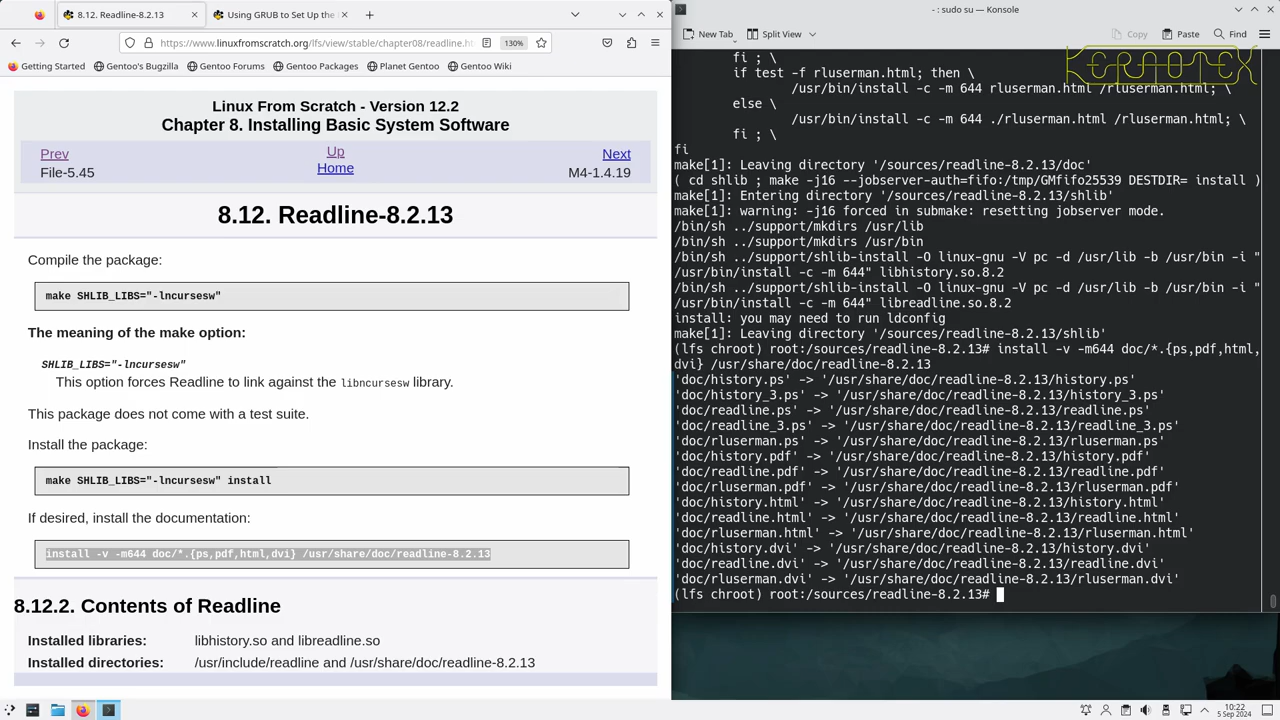 8.12. Readline-8.2.13
Using GRUB to Set Up the
https://www.linuxfromscratch.org/lfs/view/stable/chapter08/readline.h
130%
Getting Started
Gentoo's Bugzilla
Gentoo Forums
Gentoo Packages
Planet Gentoo
Gentoo Wiki
Linux From Scratch - Version 12.2
Chapter 8. Installing Basic System Software
Prev
Up
Next
File-5.45
Home
M4-1.4.19
8.12. Readline-8.2.13
Compile the package:
make SHLIB_LIBS="-lncursesw"
The meaning of the make option:
SHLIB_LIBS="-lncursesw"
This option forces Readline to link against the libncursesw library.
This package does not come with a test suite.
Install the package:
make SHLIB_LIBS="-lncursesw" install
If desired, install the documentation:
install -v -m644 doc/*.{ps,pdf,html,dvi} /usr/share/doc/readline-8.2.13
8.12.2. Contents of Readline
Installed libraries: libhistory.so and libreadline.so
Installed directories: /usr/include/readline and /usr/share/doc/readline-8.2.13
- : sudo su — Konsole
New Tab
Split View
Copy
Paste
Find
KERNOTEX
fi ; \
if test -f rluserman.html; then \
/usr/bin/install -c -m 644 rluserman.html /rluserman.html; \
else \
/usr/bin/install -c -m 644 ./rluserman.html /rluserman.html; \
fi ; \
fi
make[1]: Leaving directory '/sources/readline-8.2.13/doc'
( cd shlib ; make -j16 --jobserver-auth=fifo:/tmp/GMfifo25539 DESTDIR= install )
make[1]: Entering directory '/sources/readline-8.2.13/shlib'
make[1]: warning: -j16 forced in submake: resetting jobserver mode.
/bin/sh ../support/mkdirs /usr/lib
/bin/sh ../support/mkdirs /usr/bin
/bin/sh ../support/shlib-install -O linux-gnu -V pc -d /usr/lib -b /usr/bin -i "
/usr/bin/install -c -m 644" libhistory.so.8.2
/bin/sh ../support/shlib-install -O linux-gnu -V pc -d /usr/lib -b /usr/bin -i "
/usr/bin/install -c -m 644" libreadline.so.8.2
install: you may need to run ldconfig
make[1]: Leaving directory '/sources/readline-8.2.13/shlib'
(lfs chroot) root:/sources/readline-8.2.13# install -v -m644 doc/*.{ps,pdf,html,
dvi} /usr/share/doc/readline-8.2.13
'doc/history.ps' -> '/usr/share/doc/readline-8.2.13/history.ps'
'doc/history_3.ps' -> '/usr/share/doc/readline-8.2.13/history_3.ps'
'doc/readline.ps' -> '/usr/share/doc/readline-8.2.13/readline.ps'
'doc/readline_3.ps' -> '/usr/share/doc/readline-8.2.13/readline_3.ps'
'doc/rluserman.ps' -> '/usr/share/doc/readline-8.2.13/rluserman.ps'
'doc/history.pdf' -> '/usr/share/doc/readline-8.2.13/history.pdf'
'doc/readline.pdf' -> '/usr/share/doc/readline-8.2.13/readline.pdf'
'doc/rluserman.pdf' -> '/usr/share/doc/readline-8.2.13/rluserman.pdf'
'doc/history.html' -> '/usr/share/doc/readline-8.2.13/history.html'
'doc/readline.html' -> '/usr/share/doc/readline-8.2.13/readline.html'
'doc/rluserman.html' -> '/usr/share/doc/readline-8.2.13/rluserman.html'
'doc/history.dvi' -> '/usr/share/doc/readline-8.2.13/history.dvi'
'doc/readline.dvi' -> '/usr/share/doc/readline-8.2.13/readline.dvi'
'doc/rluserman.dvi' -> '/usr/share/doc/readline-8.2.13/rluserman.dvi'
(lfs chroot) root:/sources/readline-8.2.13#
10:22
5 Sep 2024